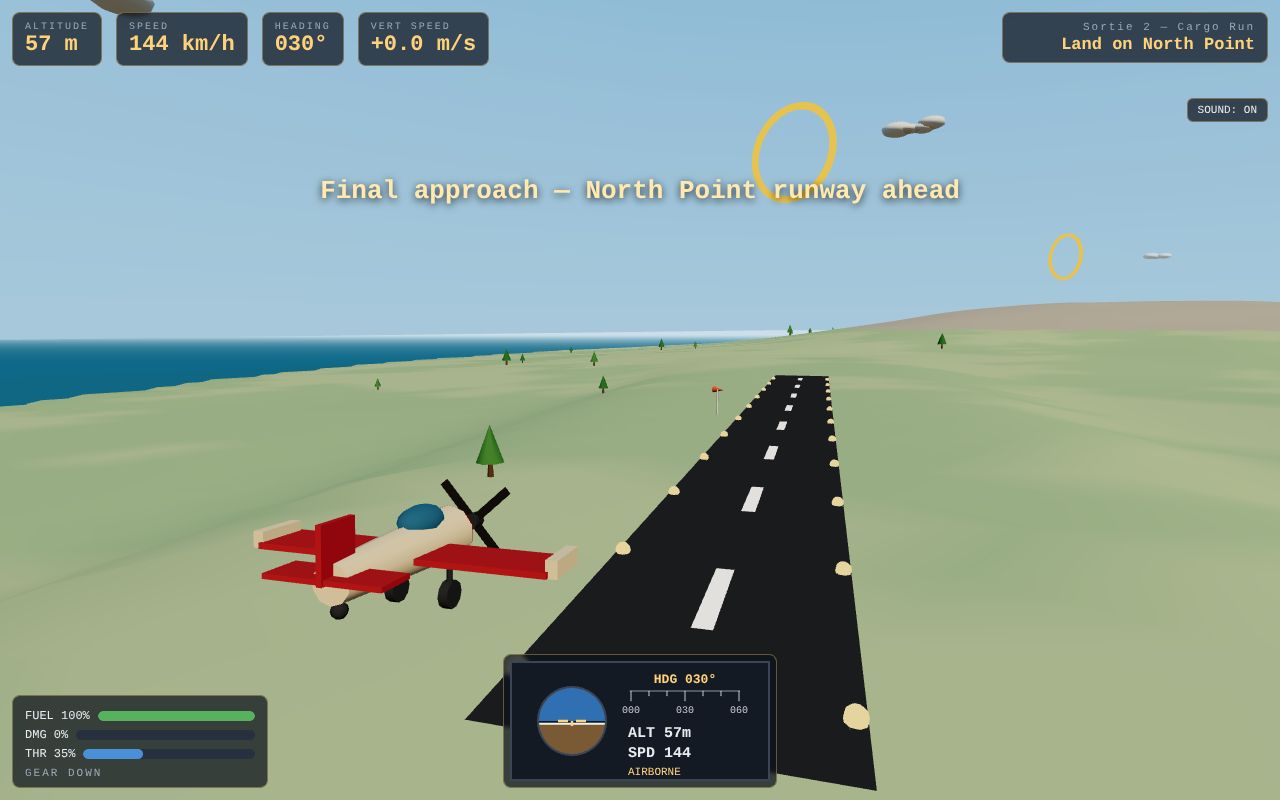 ALTITUDE
57 m
SPEED
144 km/h
HEADING
030°
VERT SPEED
+0.0 m/s
Sortie 2 — Cargo Run
Land on North Point
SOUND: ON
Final approach — North Point runway ahead
FUEL 100%
DMG 0%
THR 35%
GEAR DOWN
HDG 030°
000 030 060
ALT 57m
SPD 144
AIRBORNE